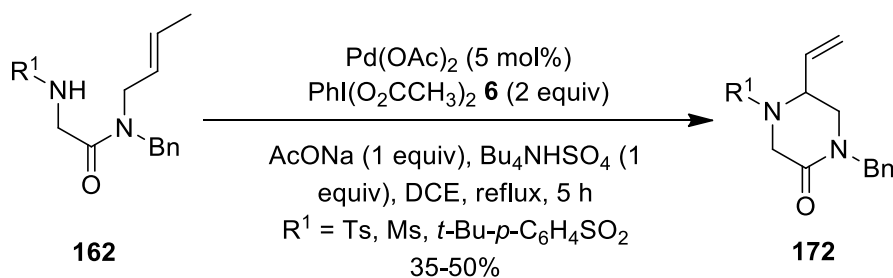 R¹
NH
N
Bn
O
162
Pd(OAc)₂ (5 mol%)
PhI(O₂CCH₃)₂ 6 (2 equiv)
AcONa (1 equiv), Bu₄NHSO₄ (1
equiv), DCE, reflux, 5 h
R¹ = Ts, Ms, t-Bu-p-C₆H₄SO₂
35-50%
R¹
N
N
Bn
O
172